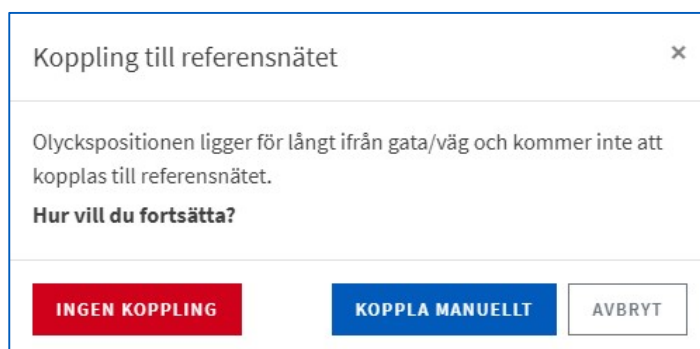 Koppling till referensnätet ×
Olyckspositionen ligger för långt ifrån gata/väg och kommer inte att
kopplas till referensnätet.
Hur vill du fortsätta?
INGEN KOPPLING KOPPLA MANUELLT AVBRYT